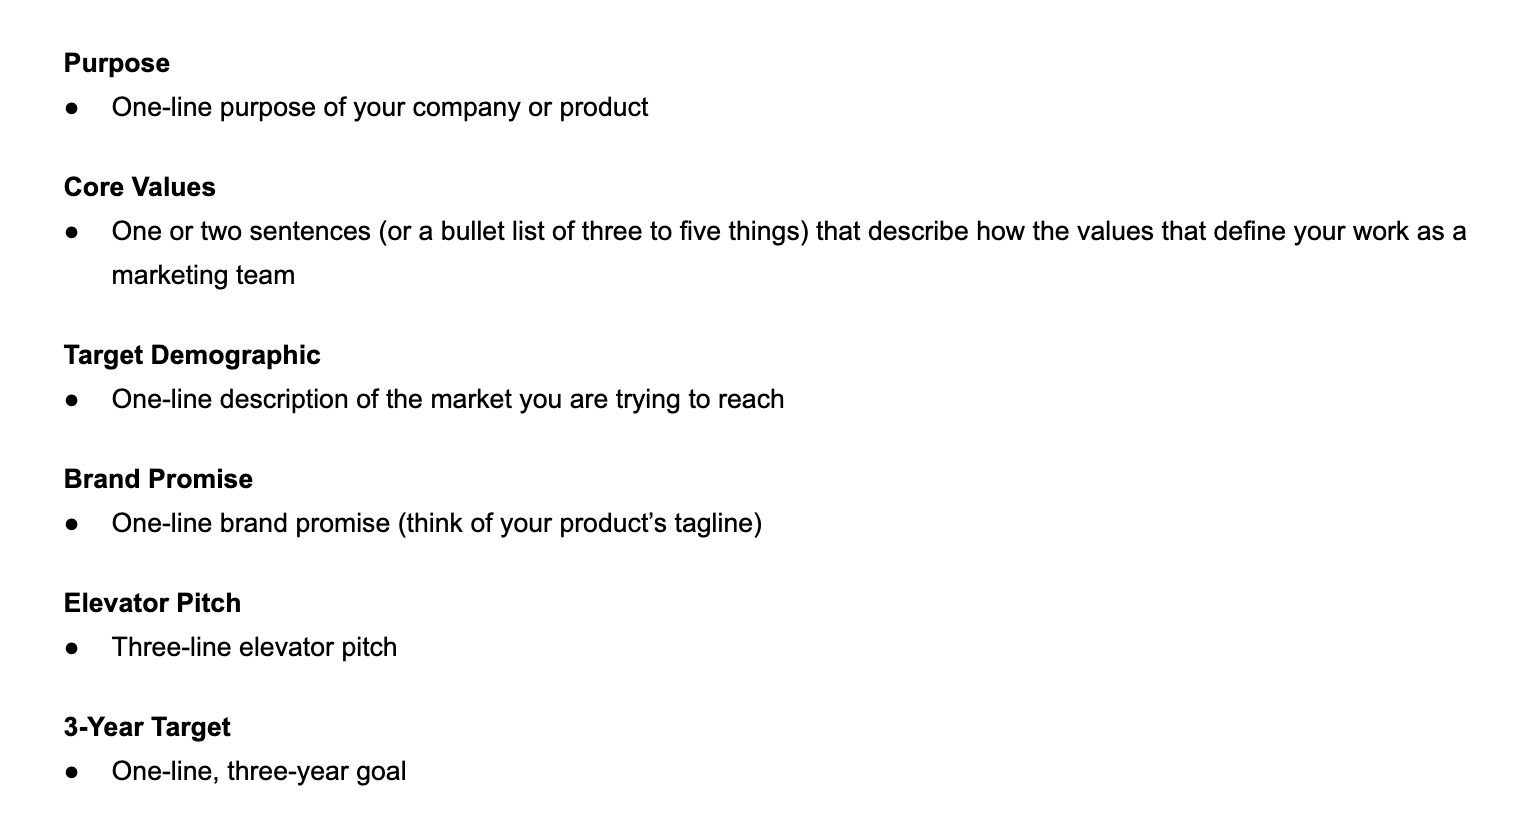 Purpose
● One-line purpose of your company or product
Core Values
● One or two sentences (or a bullet list of three to five things) that describe how the values that define your work as a
marketing team
Target Demographic
● One-line description of the market you are trying to reach
Brand Promise
● One-line brand promise (think of your product’s tagline)
Elevator Pitch
● Three-line elevator pitch
3-Year Target
● One-line, three-year goal